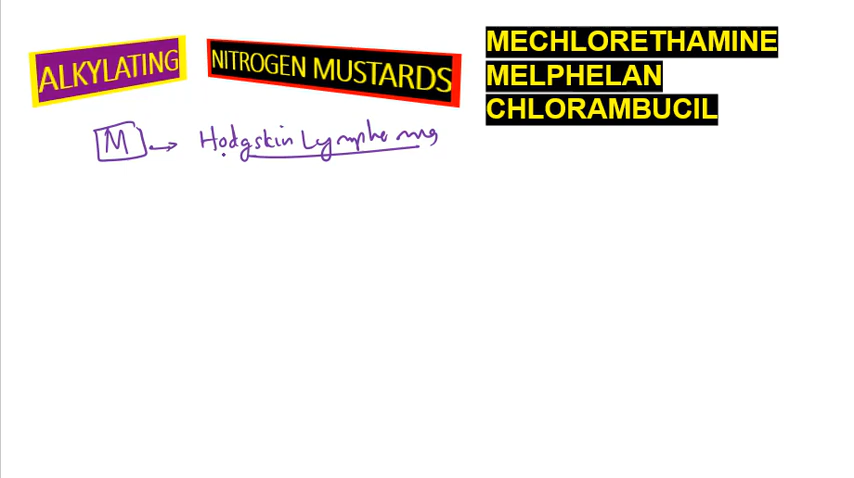 ALKYLATING
NITROGEN MUSTARDS
MECHLORETHAMINE
MELPHELAN
CHLORAMBUCIL
M → Hodgskin Lymphoma